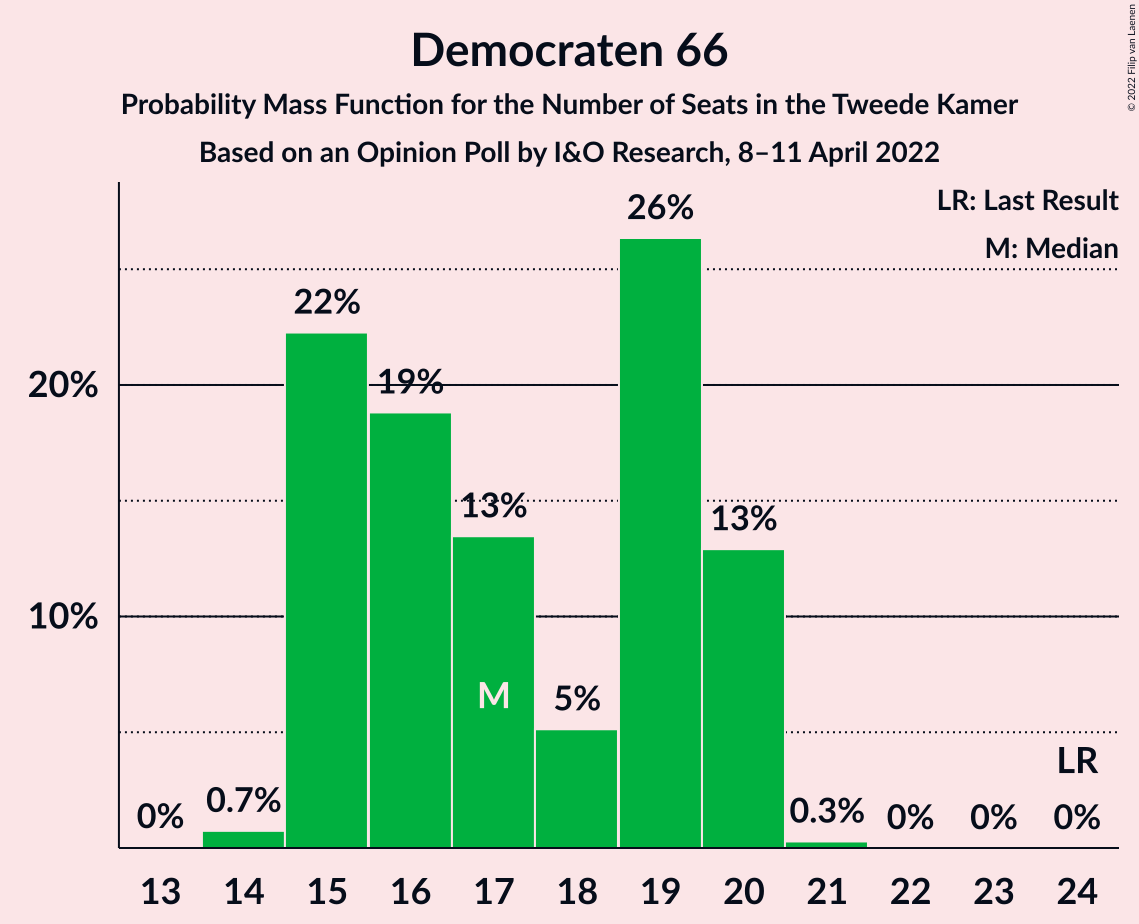 Democraten 66
Probability Mass Function for the Number of Seats in the Tweede Kamer
Based on an Opinion Poll by I&O Research, 8–11 April 2022
© 2022 Filip van Laenen
LR: Last Result
M: Median
20%
10%
0%
0.7%
22%
19%
13%
M
5%
26%
13%
0.3%
0%
0%
LR
0%
13 14 15 16 17 18 19 20 21 22 23 24